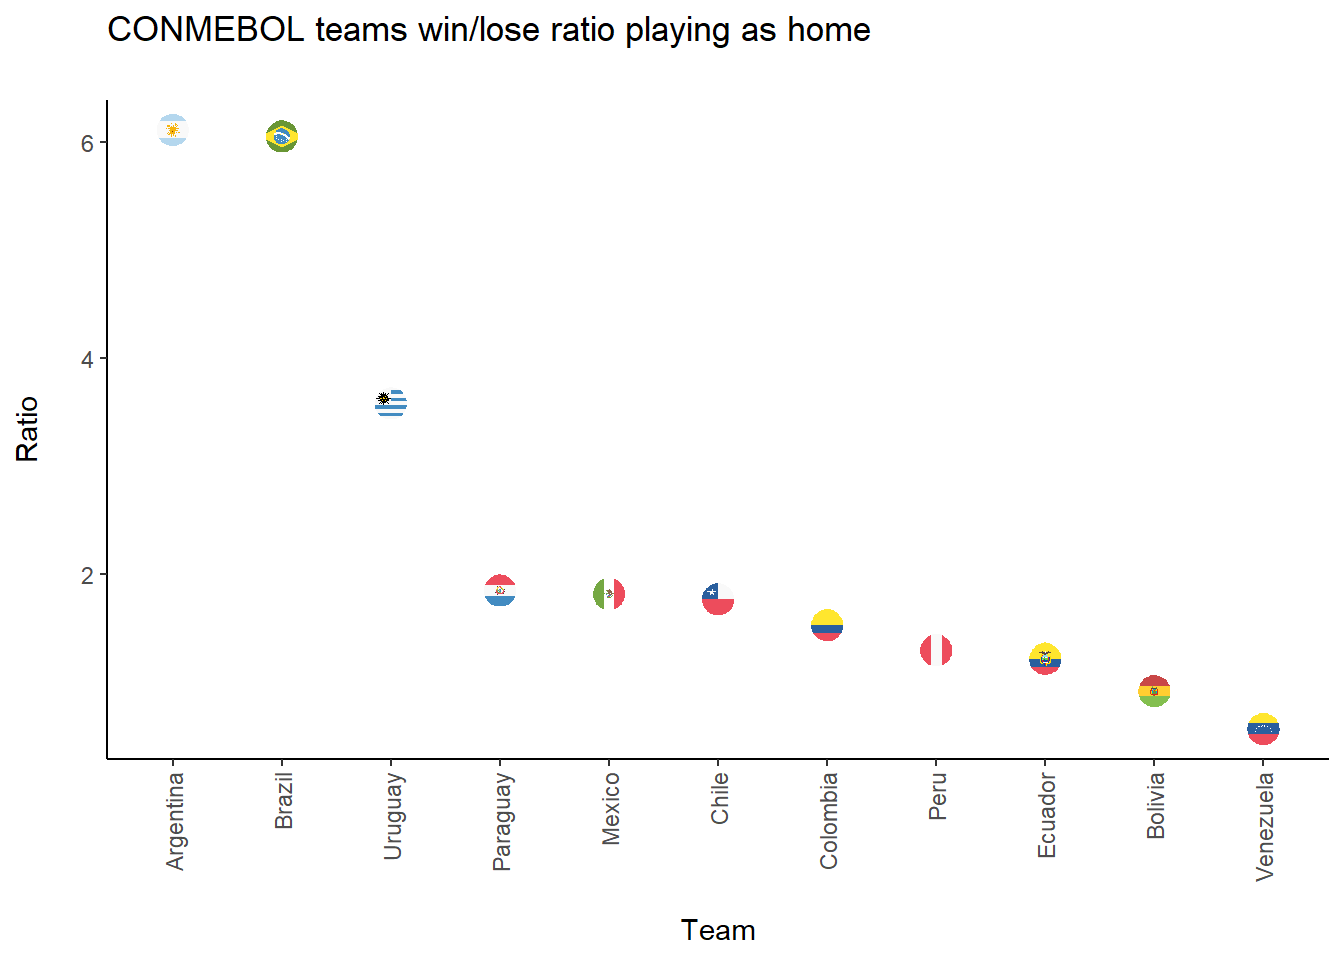 CONMEBOL teams win/lose ratio playing as home
6
4
2
Ratio
Argentina
Brazil
Uruguay
Paraguay
Mexico
Chile
Colombia
Peru
Ecuador
Bolivia
Venezuela
Team